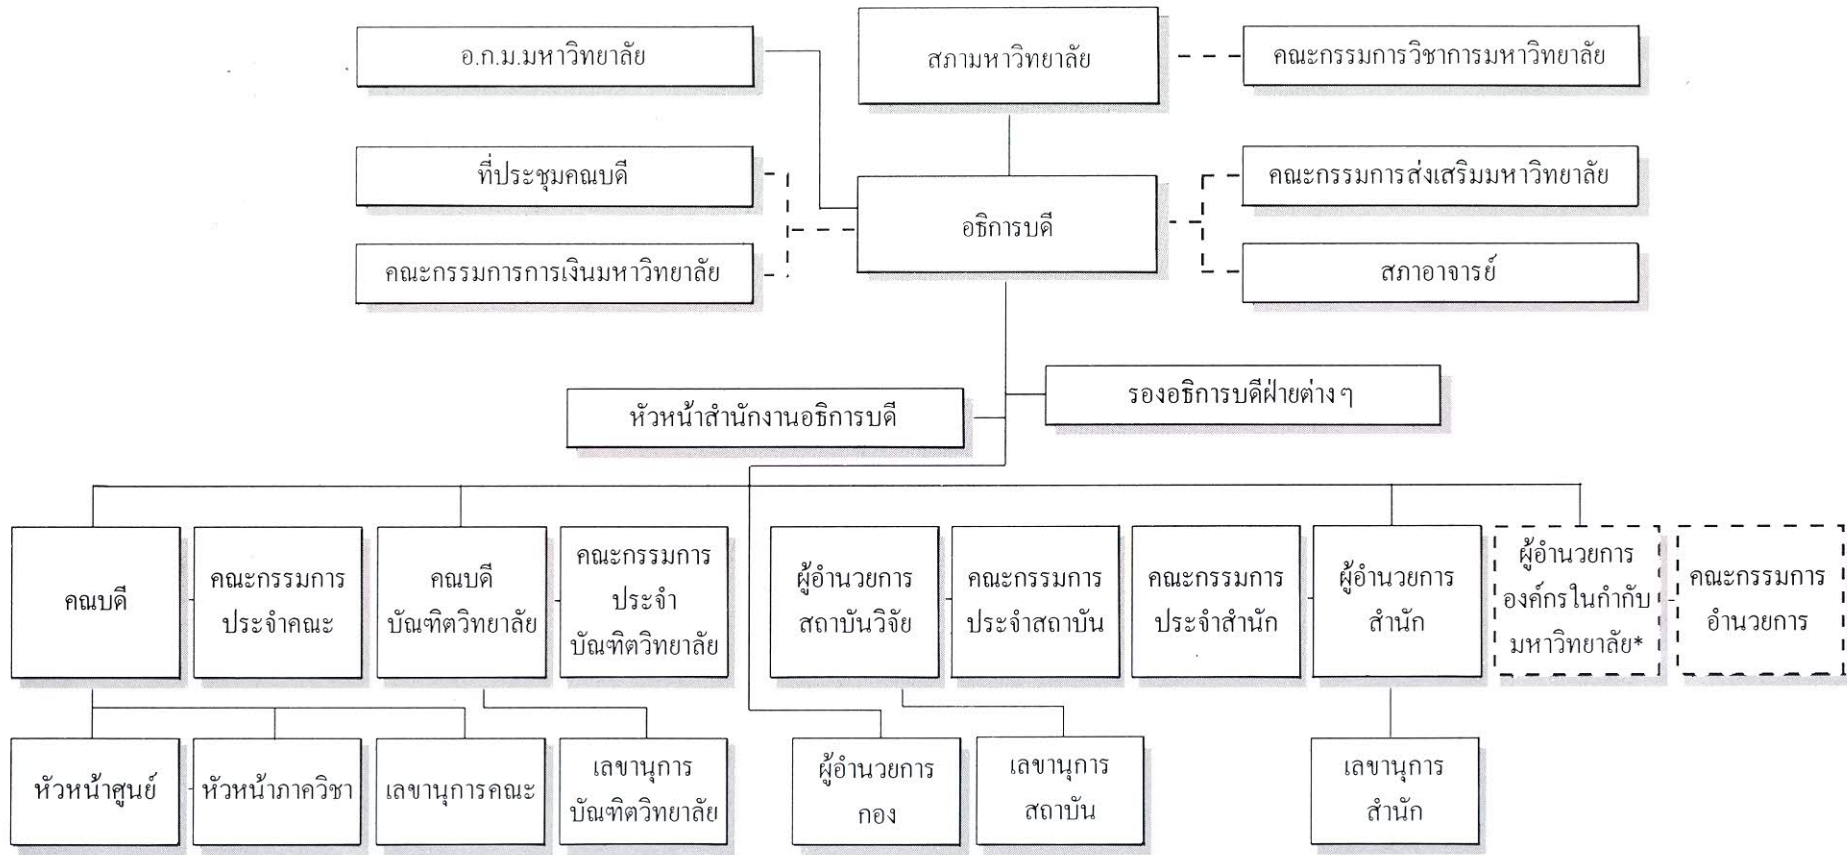 อ.ก.ม.มหาวิทยาลัย
สภามหาวิทยาลัย
คณะกรรมการวิชาการมหาวิทยาลัย
ที่ประชุมคณบดี
คณะกรรมการส่งเสริมมหาวิทยาลัย
อธิการบดี
คณะกรรมการการเงินมหาวิทยาลัย
สภาอาจารย์
รองอธิการบดีฝ่ายต่างๆ
หัวหน้าสำนักงานอธิการบดี
คณบดี
คณะกรรมการ
ประจำคณะ
คณบดี
บัณฑิตวิทยาลัย
คณะกรรมการ
ประจำ
บัณฑิตวิทยาลัย
ผู้อำนวยการ
สถาบันวิจัย
คณะกรรมการ
ประจำสถาบัน
คณะกรรมการ
ประจำสำนัก
ผู้อำนวยการ
สำนัก
ผู้อำนวยการ
องค์กรในกำกับ
มหาวิทยาลัย*
คณะกรรมการ
อำนวยการ
หัวหน้าศูนย์
หัวหน้าภาควิชา
เลขานุการคณะ
เลขานุการ
บัณฑิตวิทยาลัย
ผู้อำนวยการ
กอง
เลขานุการ
สถาบัน
เลขานุการ
สำนัก